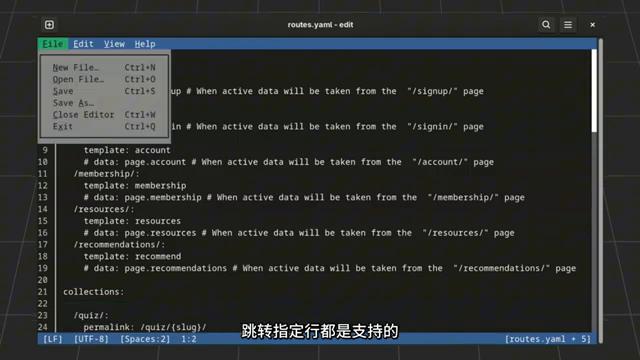 routes.yaml - edit
File Edit View Help
New File… Ctrl+N
Open File… Ctrl+O
Save Ctrl+S
Save As…
Close Editor Ctrl+W
Exit Ctrl+Q
up # When active data will be taken from the "/signup/" page
in # When active data will be taken from the "/signin/" page
9 template: account
10 # data: page.account # When active data will be taken from the "/account/" page
11 /membership/:
12 template: membership
13 # data: page.membership # When active data will be taken from the "/membership/" page
14 /resources/:
15 template: resources
16 # data: page.resources # When active data will be taken from the "/resources/" page
17 /recommendations/:
18 template: recommend
19 # data: page.recommendations # When active data will be taken from the "/recommendations/" page
20
21 collections:
22
23 /quiz/:
24 permalink: /quiz/{slug}/
跳转指定行都是支持的
[LF] [UTF-8] [Spaces:2] 1:2 [routes.yaml + 5]